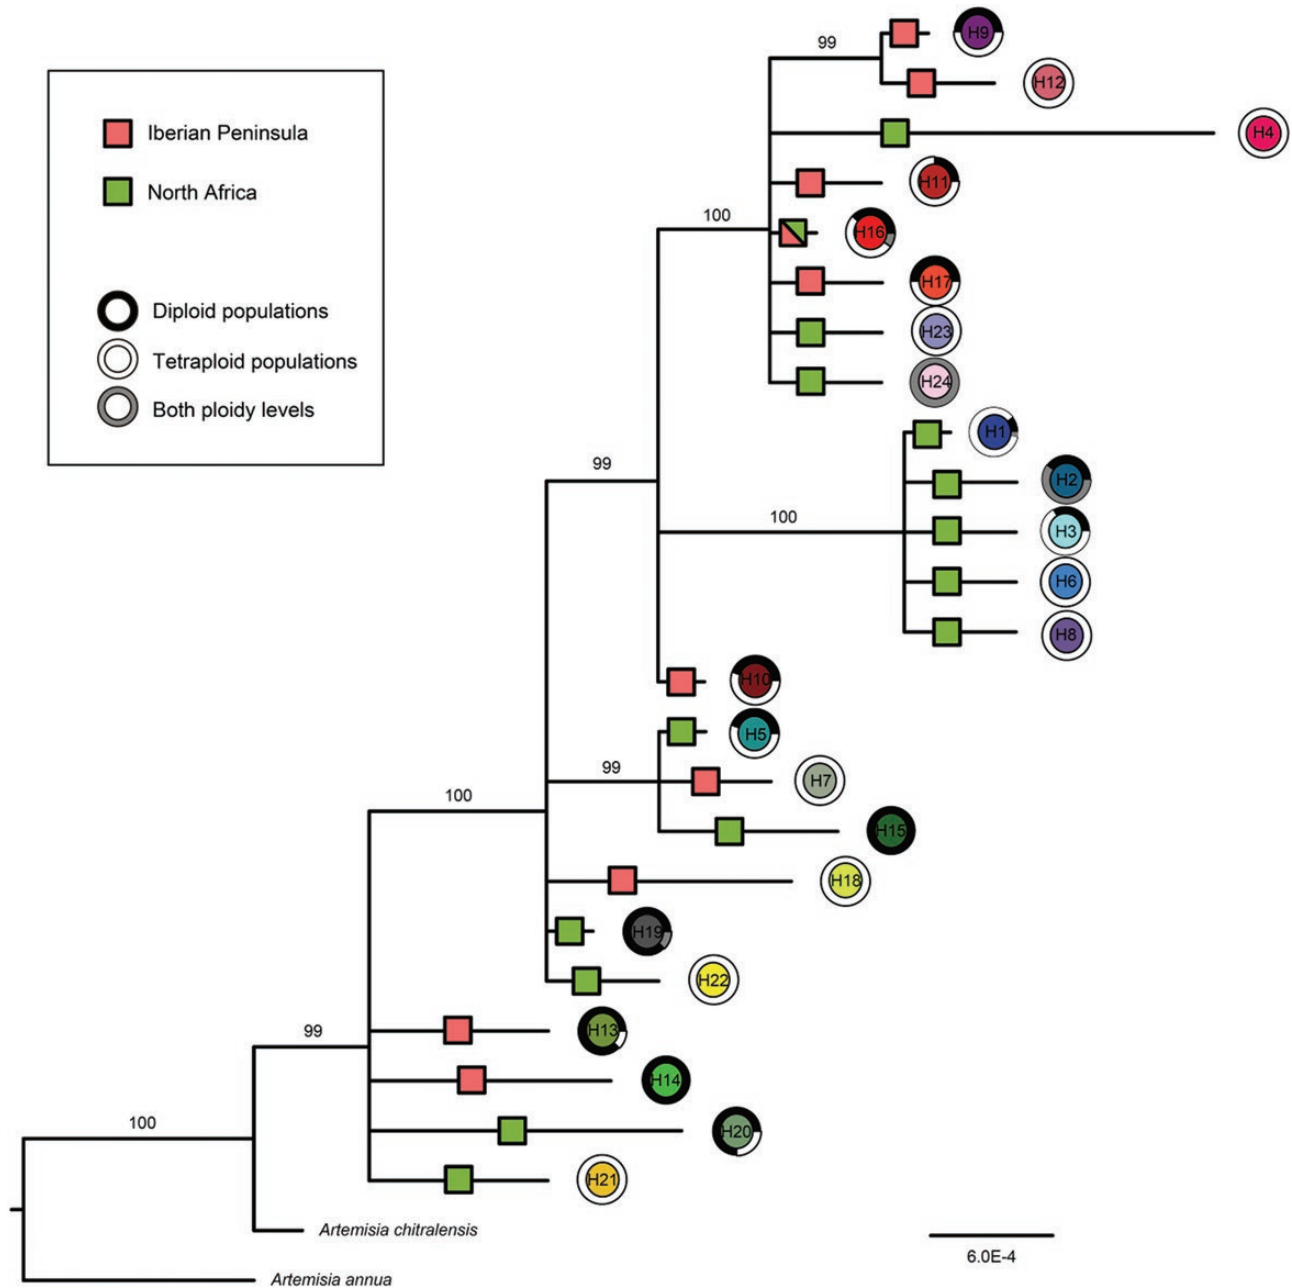 99
H9
H12
Iberian Peninsula
H4
North Africa
H11
100
H16
H17
Diploid populations
H23
Tetraploid populations
H24
Both ploidy levels
H1
99
H2
100
H3
H6
H8
H10
H5
99
H7
100
H15
H18
H19
H22
99
H13
H14
100
H20
H21
Artemisia chitralensis
6.0E-4
Artemisia annua